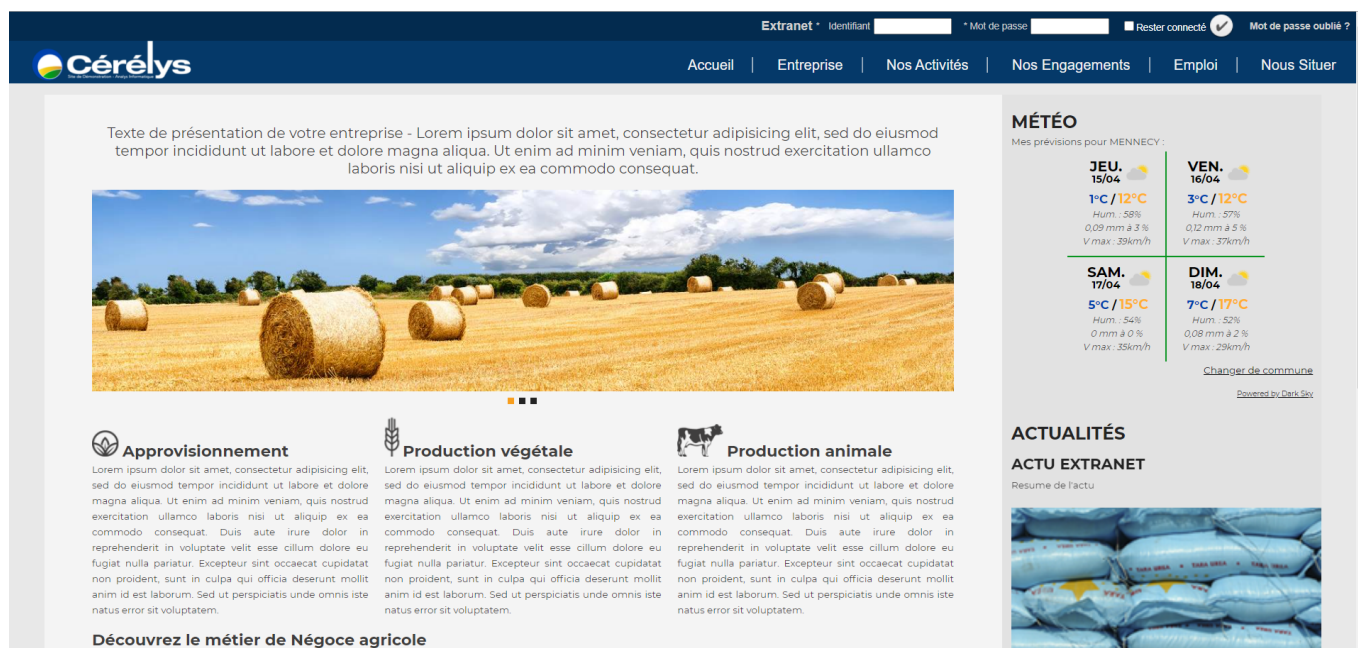 Extranet * Identifiant * Mot de passe Rester connecté Mot de passe oublié ?
Cérélys
Site de Démonstration - Analys Informatique
Accueil | Entreprise | Nos Activités | Nos Engagements | Emploi | Nous Situer
Texte de présentation de votre entreprise - Lorem ipsum dolor sit amet, consectetur adipisicing elit, sed do eiusmod
tempor incididunt ut labore et dolore magna aliqua. Ut enim ad minim veniam, quis nostrud exercitation ullamco
laboris nisi ut aliquip ex ea commodo consequat.
Approvisionnement
Lorem ipsum dolor sit amet, consectetur adipisicing elit,
sed do eiusmod tempor incididunt ut labore et dolore
magna aliqua. Ut enim ad minim veniam, quis nostrud
exercitation ullamco laboris nisi ut aliquip ex ea
commodo consequat. Duis aute irure dolor in
reprehenderit in voluptate velit esse cillum dolore eu
fugiat nulla pariatur. Excepteur sint occaecat cupidatat
non proident, sunt in culpa qui officia deserunt mollit
anim id est laborum. Sed ut perspiciatis unde omnis iste
natus error sit voluptatem.
Production végétale
Lorem ipsum dolor sit amet, consectetur adipisicing elit,
sed do eiusmod tempor incididunt ut labore et dolore
magna aliqua. Ut enim ad minim veniam, quis nostrud
exercitation ullamco laboris nisi ut aliquip ex ea
commodo consequat. Duis aute irure dolor in
reprehenderit in voluptate velit esse cillum dolore eu
fugiat nulla pariatur. Excepteur sint occaecat cupidatat
non proident, sunt in culpa qui officia deserunt mollit
anim id est laborum. Sed ut perspiciatis unde omnis iste
natus error sit voluptatem.
Production animale
Lorem ipsum dolor sit amet, consectetur adipisicing elit,
sed do eiusmod tempor incididunt ut labore et dolore
magna aliqua. Ut enim ad minim veniam, quis nostrud
exercitation ullamco laboris nisi ut aliquip ex ea
commodo consequat. Duis aute irure dolor in
reprehenderit in voluptate velit esse cillum dolore eu
fugiat nulla pariatur. Excepteur sint occaecat cupidatat
non proident, sunt in culpa qui officia deserunt mollit
anim id est laborum. Sed ut perspiciatis unde omnis iste
natus error sit voluptatem.
Découvrez le métier de Négoce agricole
MÉTÉO
Mes prévisions pour MENNECY :
JEU.
15/04
1°C / 12°C
Hum. : 58%
0,09 mm à 3 %
V max : 39km/h
VEN.
16/04
3°C / 12°C
Hum. : 57%
0,12 mm à 5 %
V max : 37km/h
SAM.
17/04
5°C / 15°C
Hum. : 54%
0 mm à 0 %
V max : 35km/h
DIM.
18/04
7°C / 17°C
Hum. : 52%
0,08 mm à 2 %
V max : 29km/h
Changer de commune
Powered by Dark Sky
ACTUALITÉS
ACTU EXTRANET
Resume de l'actu